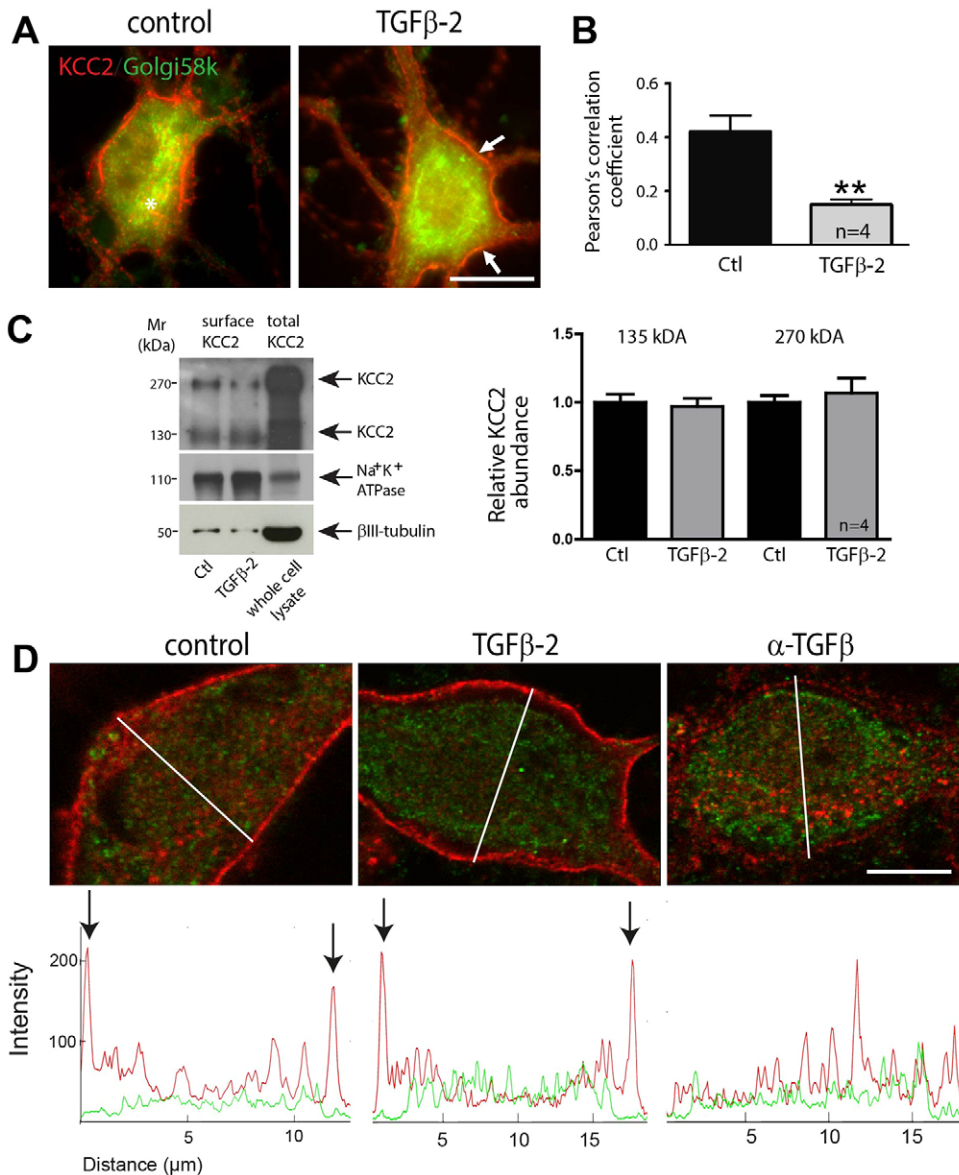 A
control
TGFβ-2
KCC2/Golgi58k
*
B
Pearson's correlation
coefficient
0.6
0.4
0.2
0.0
**
n=4
Ctl
TGFβ-2
C
Mr
(kDa)
surface
KCC2
total
KCC2
270
KCC2
130
KCC2
110
Na+K+
ATPase
50
βIII-tubulin
Ctl
TGFβ-2
whole cell
lysate
Relative KCC2
abundance
1.5
1.0
0.5
0.0
135 kDA
270 kDA
n=4
Ctl
TGFβ-2
Ctl
TGFβ-2
D
control
TGFβ-2
α-TGFβ
Intensity
200
100
5
10
5
10
15
5
10
15
Distance (µm)